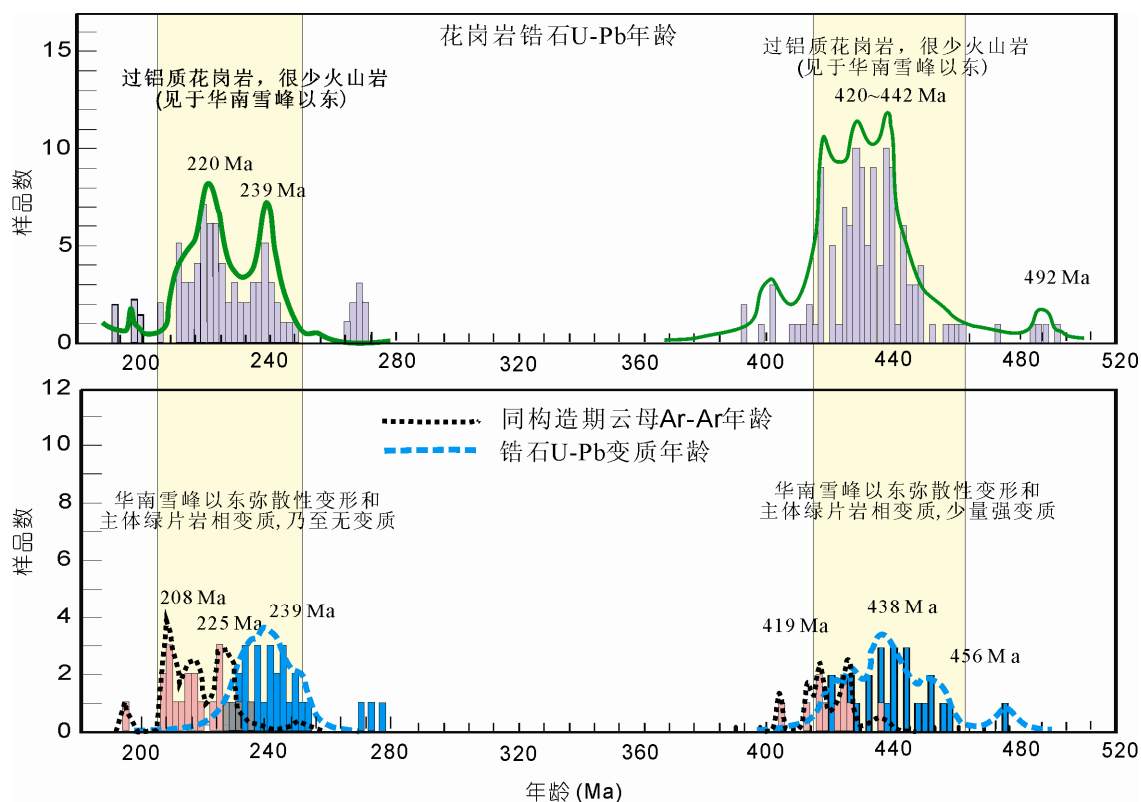 花岗岩锆石U-Pb年龄
过铝质花岗岩，很少火山岩
(见于华南雪峰以东)
过铝质花岗岩，很少火山岩
(见于华南雪峰以东)
420~442 Ma
220 Ma
239 Ma
492 Ma
样品数
15
10
5
0
200
240
280
400
440
480
520
同构造期云母Ar-Ar年龄
锆石U-Pb变质年龄
华南雪峰以东弥散性变形和
主体绿片岩相变质,乃至无变质
华南雪峰以东弥散性变形和
主体绿片岩相变质,少量强变质
208 Ma
225 Ma
239 Ma
419 Ma
438 M a
456 M a
样品数
12
10
8
6
4
2
0
200
240
280
320
360
400
440
480
520
年龄 (Ma)